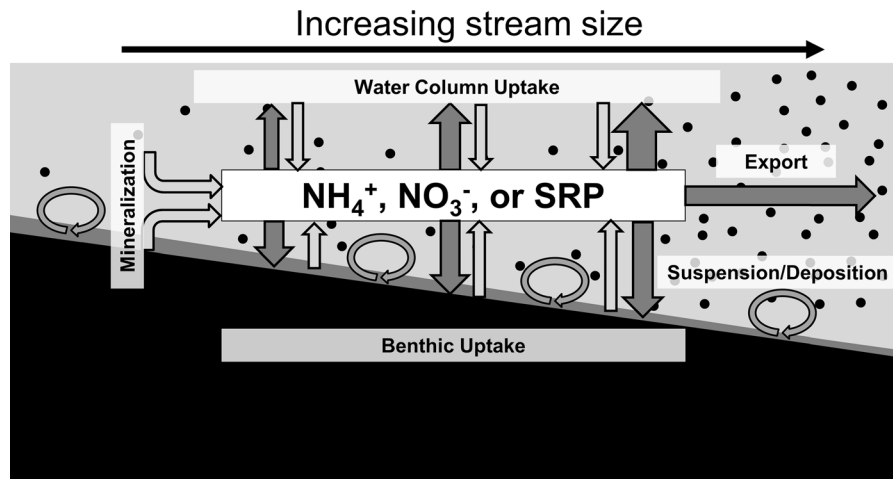 Increasing stream size
Water Column Uptake
Mineralization
Export
NH₄⁺, NO₃⁻, or SRP
Suspension/Deposition
Benthic Uptake